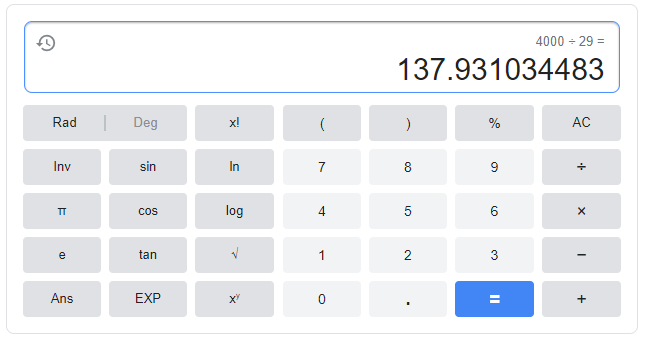 4000 ÷ 29 =
137.931034483
Rad | Deg x! ( ) % AC
Inv sin ln 7 8 9 ÷
π cos log 4 5 6 ×
e tan √ 1 2 3 −
Ans EXP xʸ 0 . = +